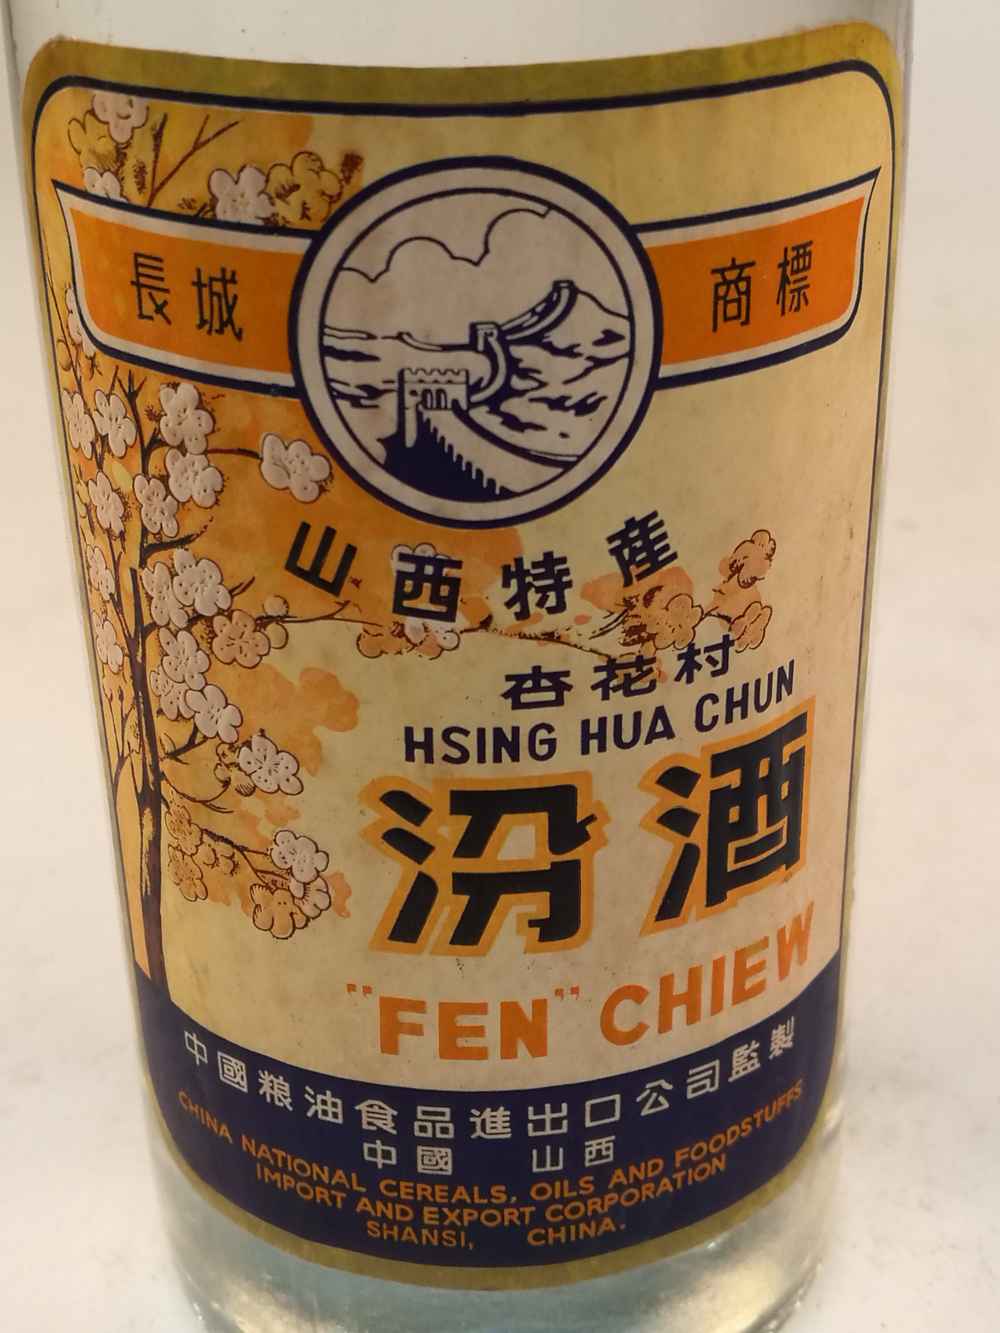 長城 商標
山西特產
杏花村
HSING HUA CHUN
汾酒
"FEN" CHIEW
中國粮油食品進出口公司監製
中國 山西
CHINA NATIONAL CEREALS, OILS AND FOODSTUFFS
IMPORT AND EXPORT CORPORATION
SHANSI, CHINA.